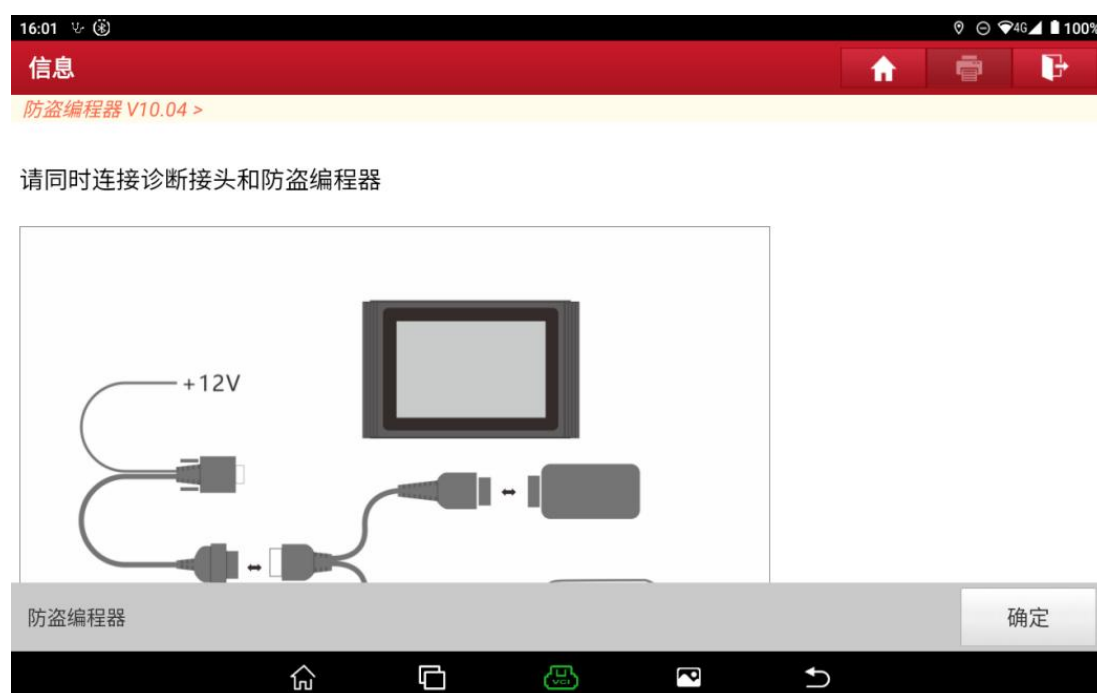 16:01 4G 100%
信息
防盗编程器 V10.04 >
请同时连接诊断接头和防盗编程器
+12V
防盗编程器 确定
VCI